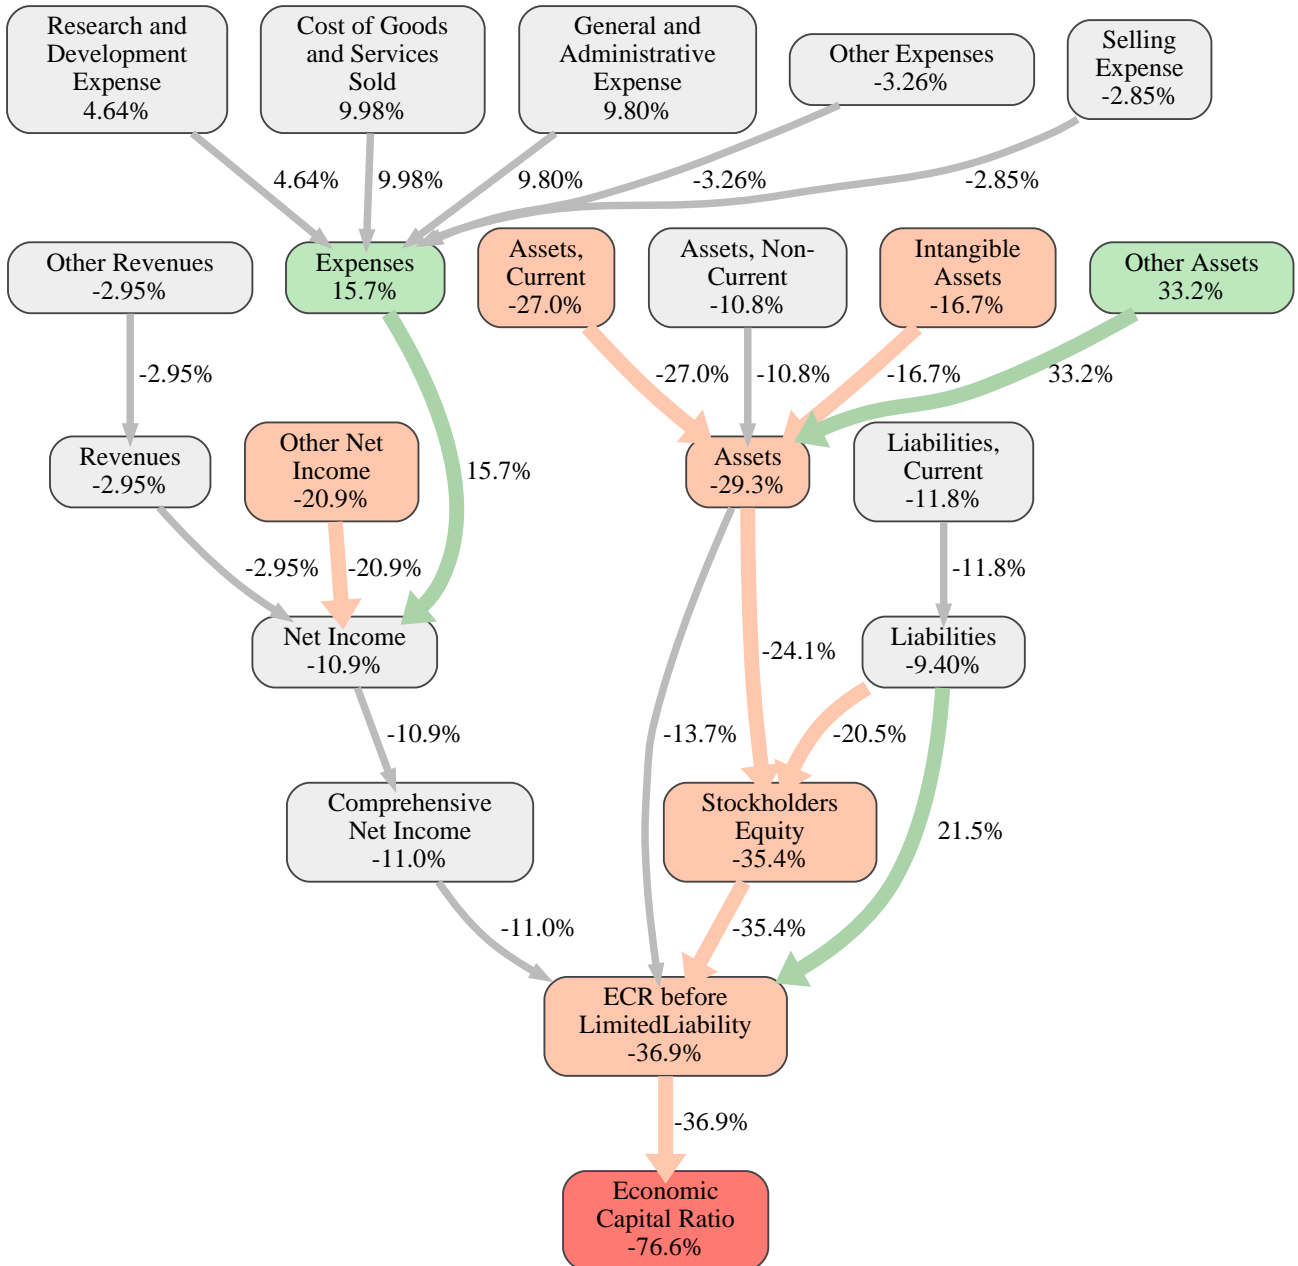 Research and
Development
Expense
4.64%
Cost of Goods
and Services
Sold
9.98%
General and
Administrative
Expense
9.80%
Other Expenses
-3.26%
Selling
Expense
-2.85%
4.64%
9.98%
9.80%
-3.26%
-2.85%
Other Revenues
-2.95%
Expenses
15.7%
Assets,
Current
-27.0%
Assets, Non-
Current
-10.8%
Intangible
Assets
-16.7%
Other Assets
33.2%
-2.95%
-27.0%
-10.8%
-16.7%
33.2%
Revenues
-2.95%
Other Net
Income
-20.9%
15.7%
Assets
-29.3%
Liabilities,
Current
-11.8%
-2.95%
-20.9%
-11.8%
Net Income
-10.9%
-24.1%
Liabilities
-9.40%
-10.9%
-13.7%
-20.5%
Comprehensive
Net Income
-11.0%
Stockholders
Equity
-35.4%
21.5%
-11.0%
-35.4%
ECR before
LimitedLiability
-36.9%
-36.9%
Economic
Capital Ratio
-76.6%